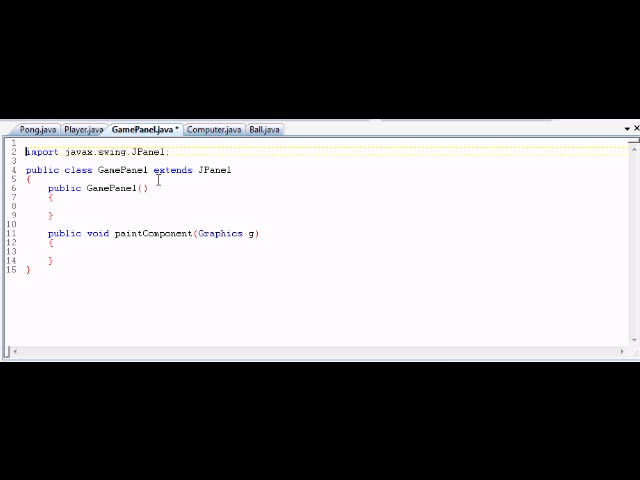 Pong.java Player.java GamePanel.java * Computer.java Ball.java
1
2 import javax.swing.JPanel;
3
4 public class GamePanel extends JPanel
5 {
6 public GamePanel()
7 {
8
9 }
10
11 public void paintComponent(Graphics g)
12 {
13
14 }
15 }